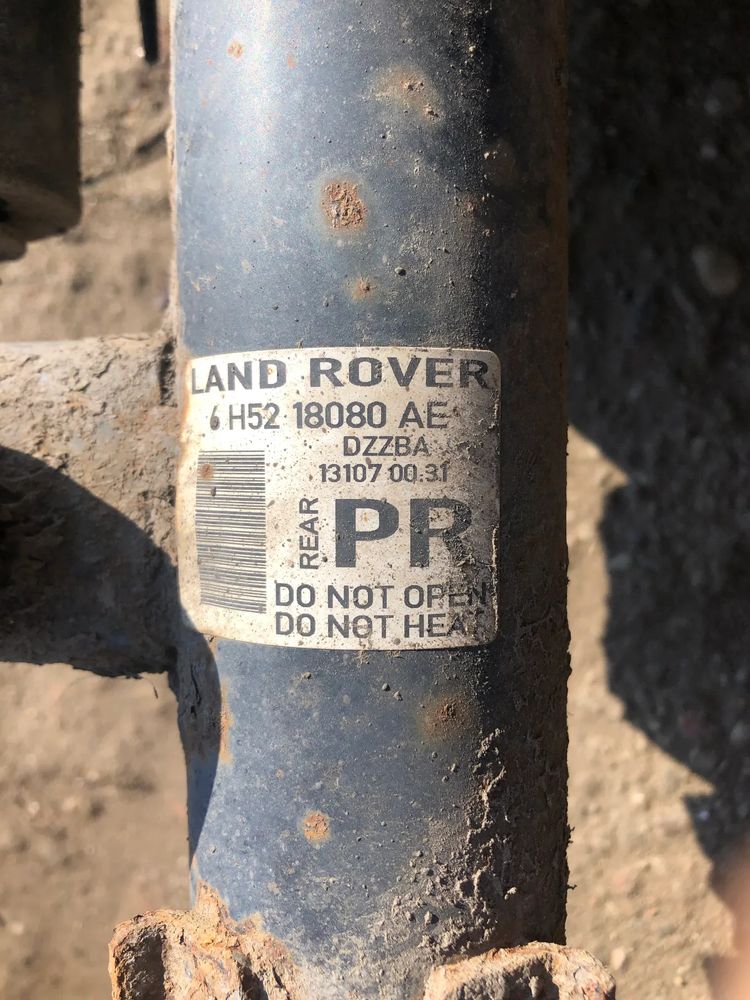 LAND ROVER
6 H52 18080 AE
DZZBA
13107 00:31
REAR
PR
DO NOT OPEN
DO NOT HEAT